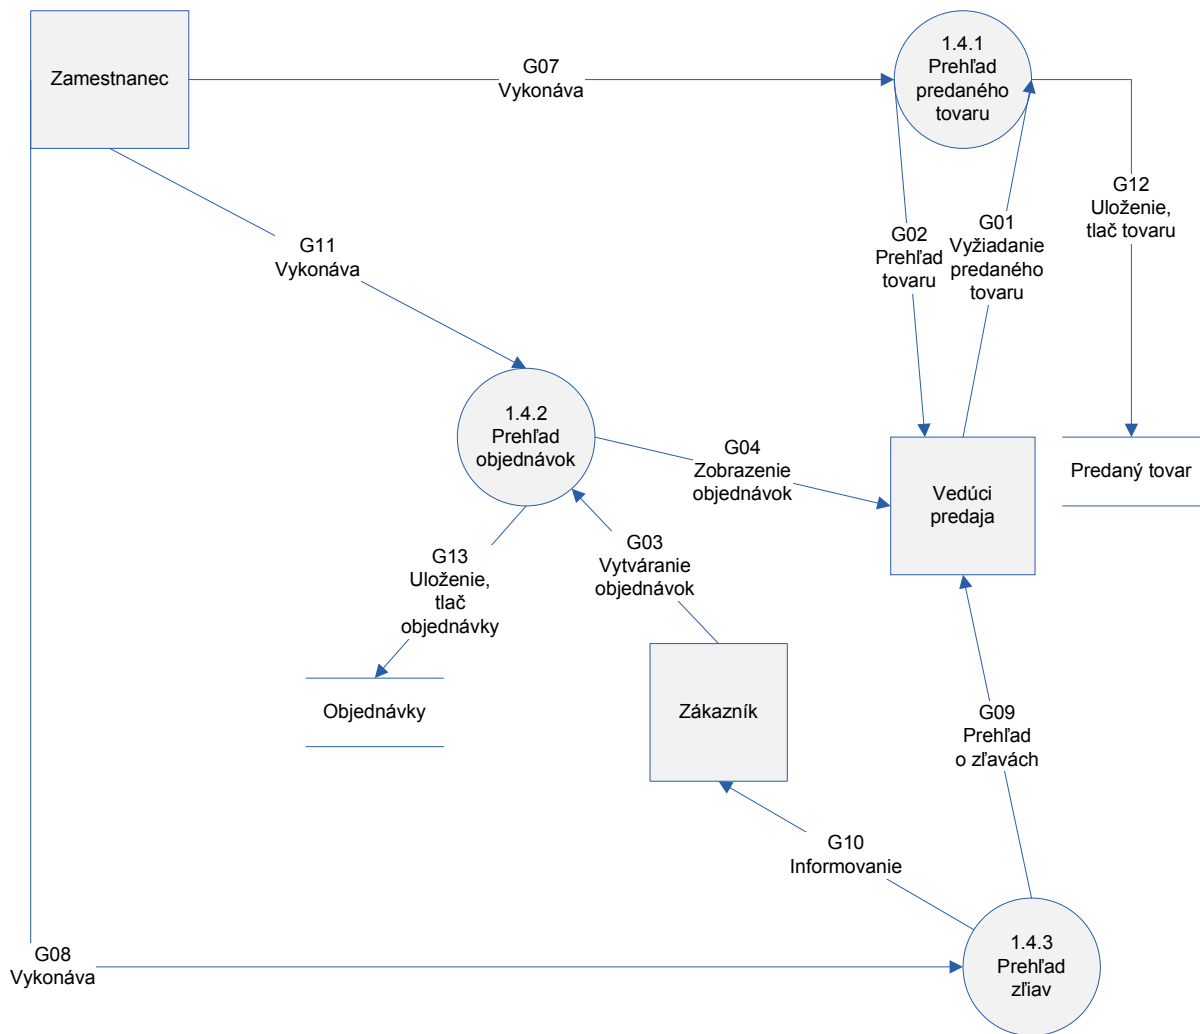 Zamestnanec
G07
Vykonáva
1.4.1
Prehľad
predaného
tovaru
G12
Uloženie,
tlač tovaru
G02
Prehľad
tovaru
G01
Vyžiadanie
predaného
tovaru
G11
Vykonáva
1.4.2
Prehľad
objednávok
G04
Zobrazenie
objednávok
Vedúci
predaja
Predaný tovar
G13
Uloženie,
tlač
objednávky
G03
Vytváranie
objednávok
Objednávky
Zákazník
G09
Prehľad
o zľavách
G10
Informovanie
G08
Vykonáva
1.4.3
Prehľad
zľiav